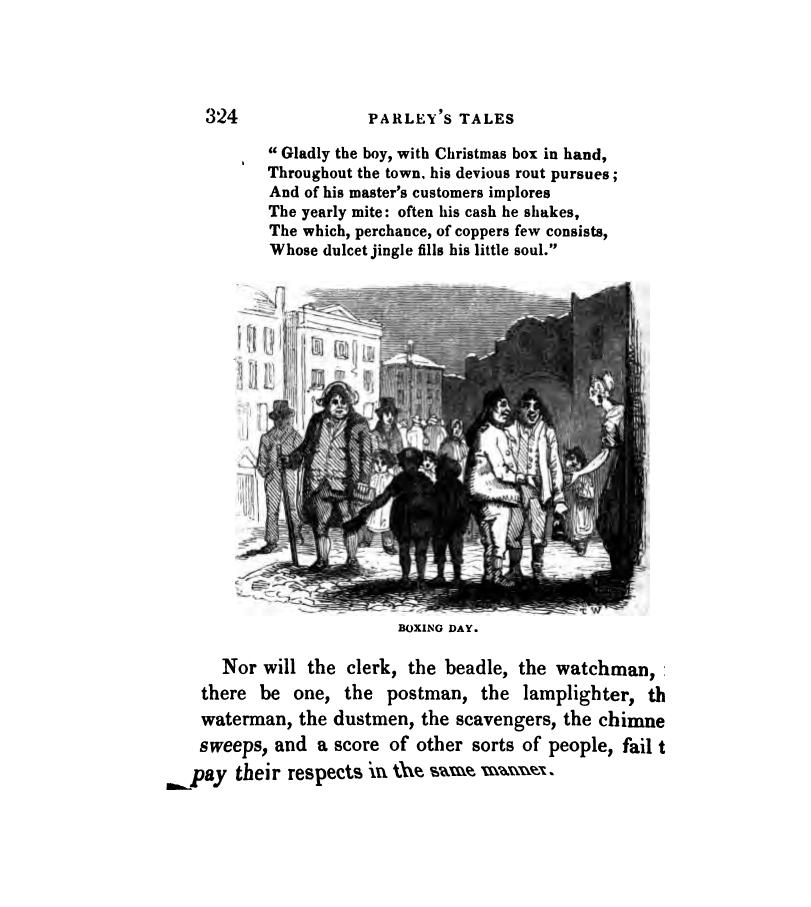 324 PARLEY'S TALES
“ Gladly the boy, with Christmas box in hand,
Throughout the town, his devious rout pursues ;
And of his master's customers implores
The yearly mite : often his cash he shakes,
The which, perchance, of coppers few consists,
Whose dulcet jingle fills his little soul.”
T W
BOXING DAY.
Nor will the clerk, the beadle, the watchman,
there be one, the postman, the lamplighter, th
waterman, the dustmen, the scavengers, the chimne
sweeps, and a score of other sorts of people, fail t
pay their respects in the same manner.